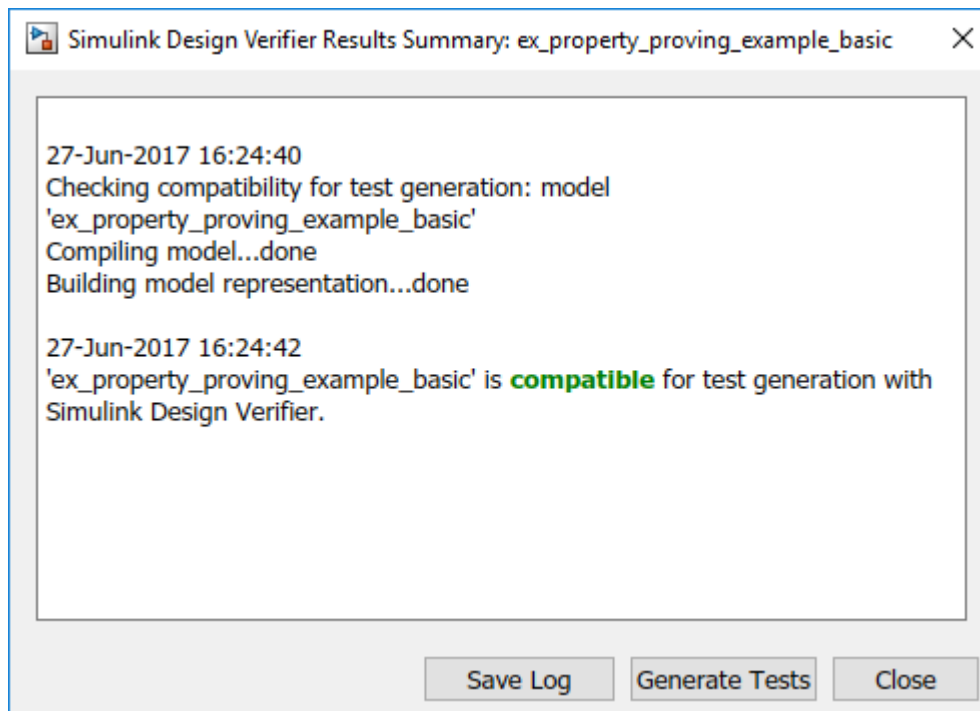 Simulink Design Verifier Results Summary: ex_property_proving_example_basic
27-Jun-2017 16:24:40
Checking compatibility for test generation: model
'ex_property_proving_example_basic'
Compiling model...done
Building model representation...done
27-Jun-2017 16:24:42
'ex_property_proving_example_basic' is compatible for test generation with
Simulink Design Verifier.
Save Log
Generate Tests
Close